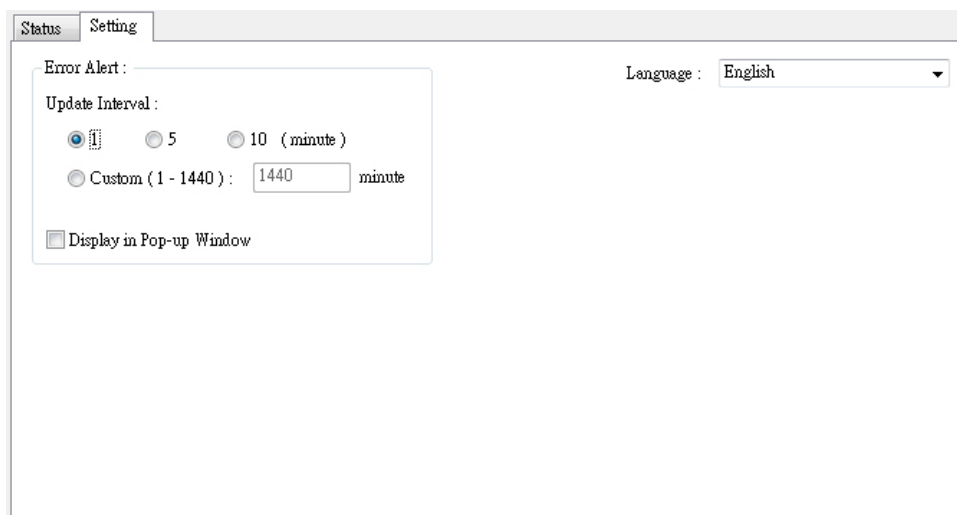 Status Setting
Error Alert :
Language : English
Update Interval :
1 5 10 ( minute )
Custom ( 1 - 1440 ) : 1440 minute
Display in Pop-up Window